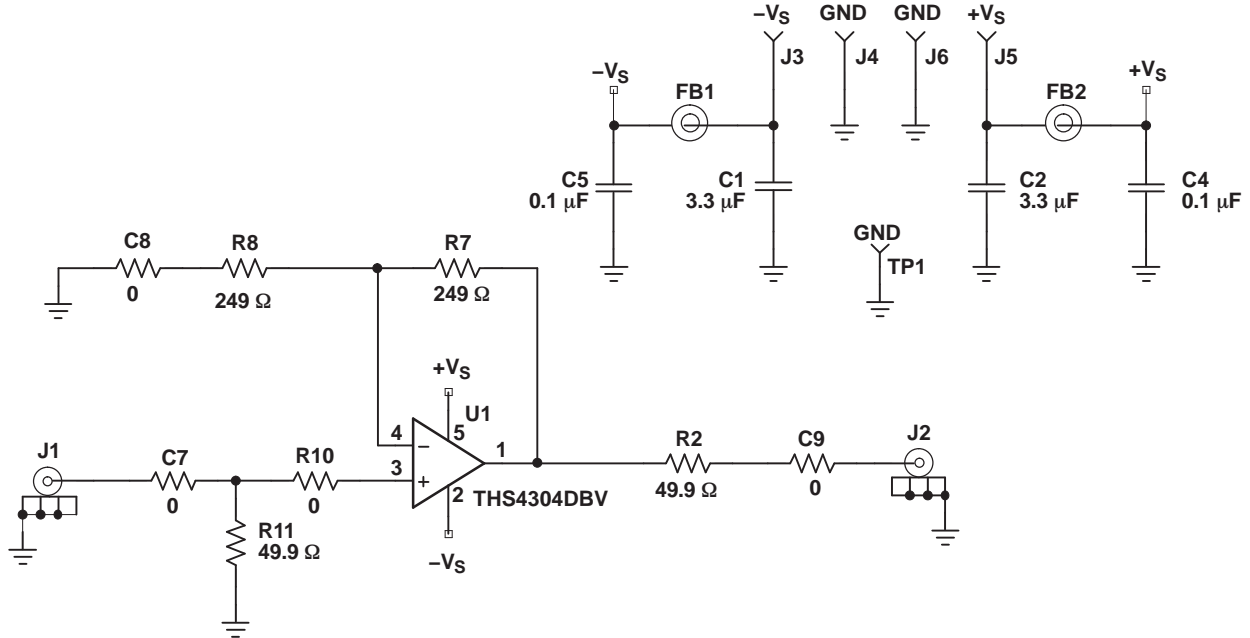 −VS
GND
GND
+VS
J3
J4
J6
J5
−VS
FB1
FB2
+VS
C5
0.1 μF
C1
3.3 μF
C2
3.3 μF
C4
0.1 μF
GND
TP1
C8
0
R8
249 Ω
R7
249 Ω
+VS
U1
5
4
−
3
+
1
2
THS4304DBV
−VS
J1
C7
0
R10
0
R11
49.9 Ω
R2
49.9 Ω
C9
0
J2